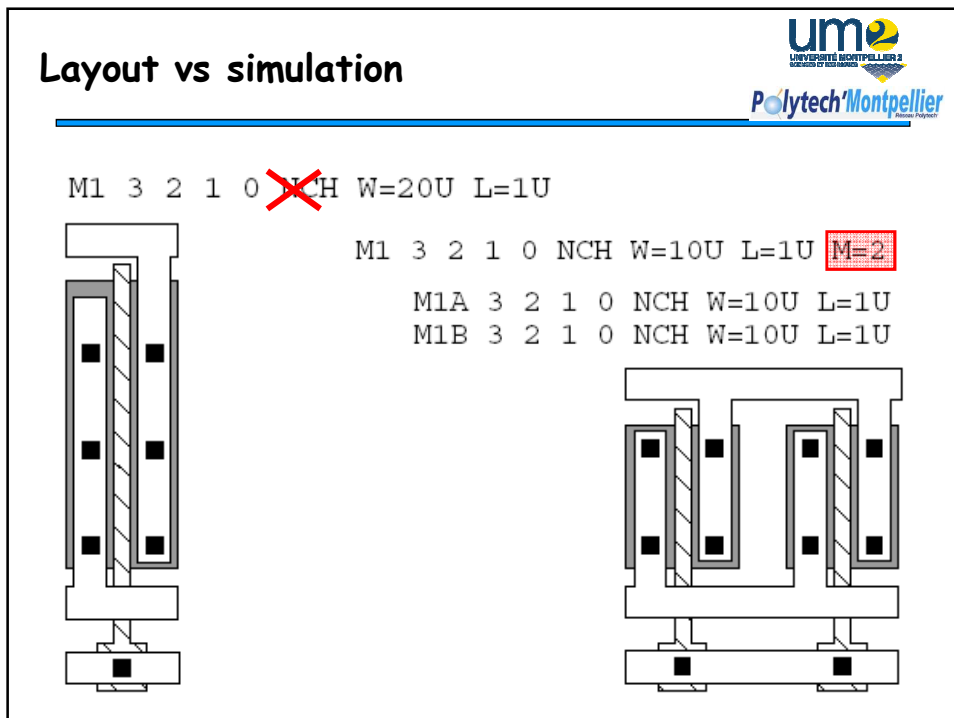 um2
UNIVERSITÉ MONTPELLIER 2
Layout vs simulation
Polytech'Montpellier
Réseau Polytech'
M1 3 2 1 0 NCH W=20U L=1U
M1 3 2 1 0 NCH W=10U L=1U M=2
M1A 3 2 1 0 NCH W=10U L=1U
M1B 3 2 1 0 NCH W=10U L=1U